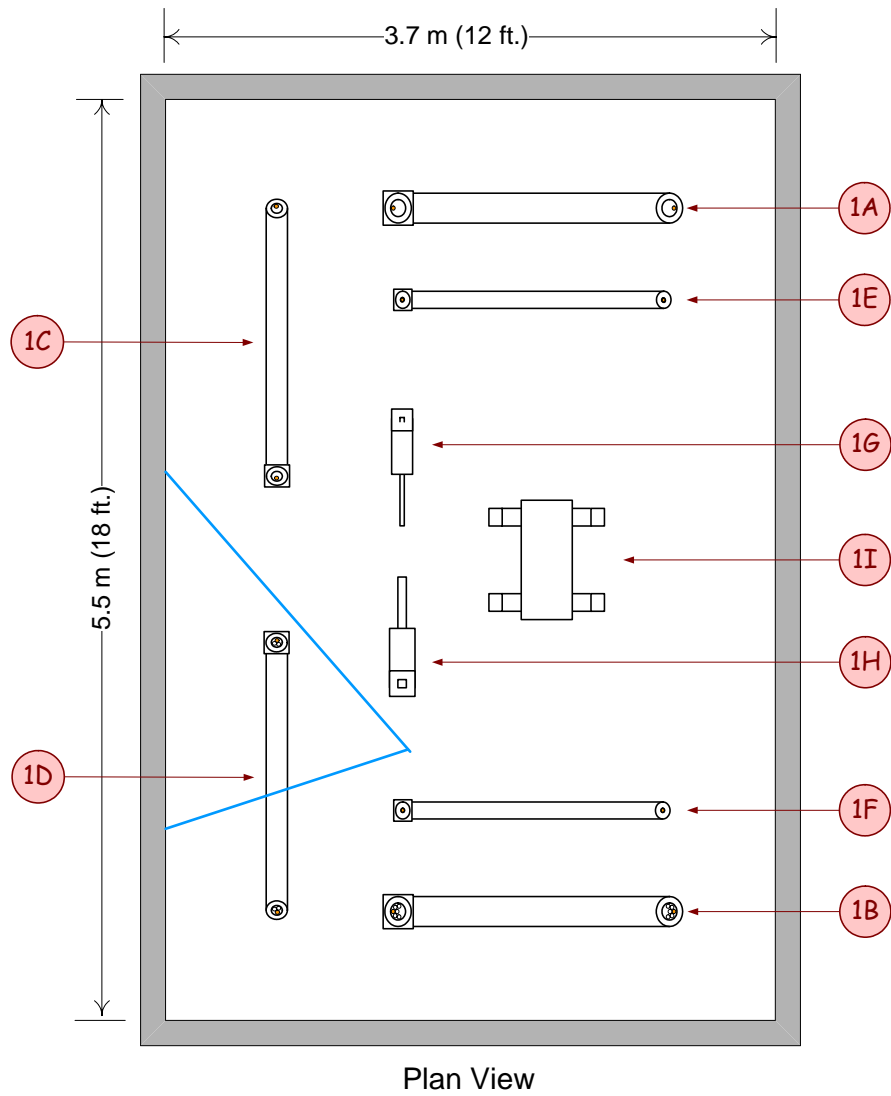 3.7 m (12 ft.)
1A
1E
1C
1G
5.5 m (18 ft.)
1I
1H
1D
1F
1B
Plan View